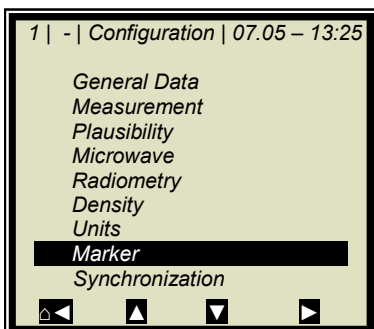 1 | - | Configuration | 07.05 – 13:25
General Data
Measurement
Plausibility
Microwave
Radiometry
Density
Units
Marker
Synchronization